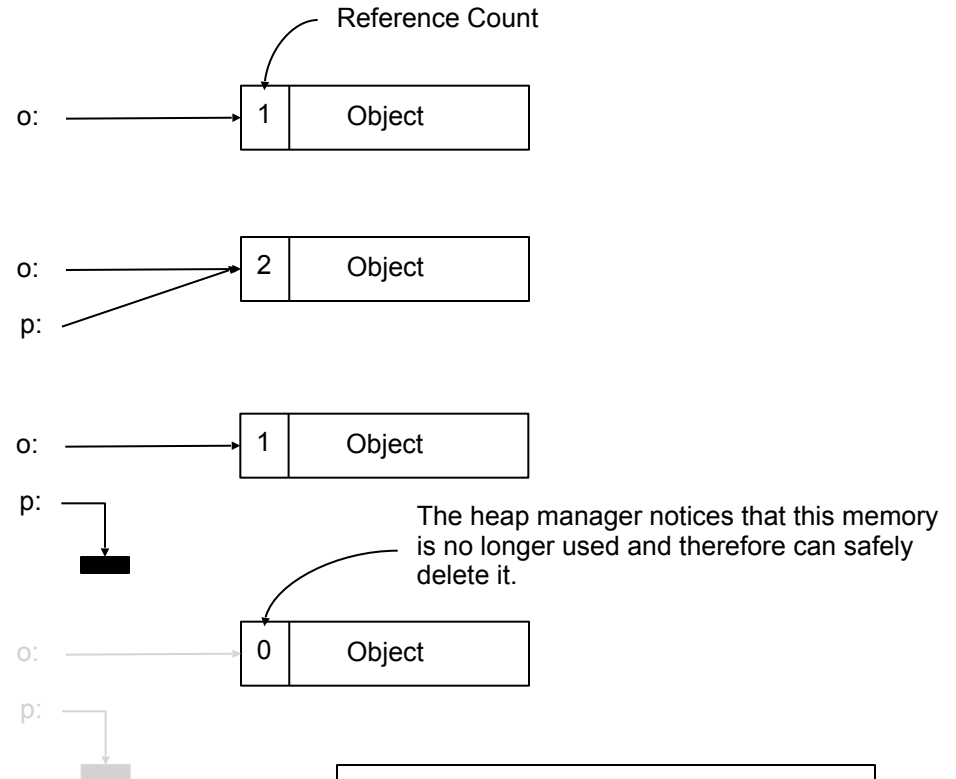 Reference Count
o:
1
Object
o:
2
Object
p:
o:
1
Object
p:
The heap manager notices that this memory
is no longer used and therefore can safely
delete it.
o:
0
Object
p: